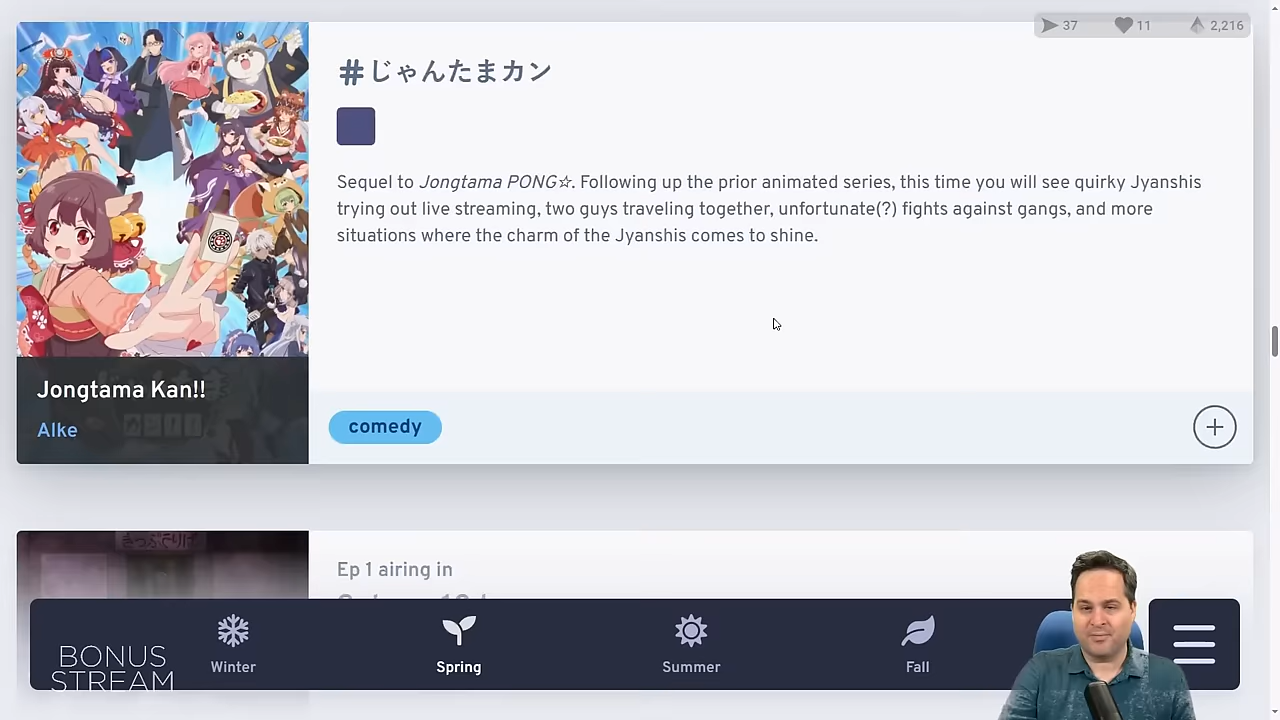 37 11 2,216
#じゃんたまカン
Sequel to Jongtama PONG☆. Following up the prior animated series, this time you will see quirky Jyanshis
trying out live streaming, two guys traveling together, unfortunate(?) fights against gangs, and more
situations where the charm of the Jyanshis comes to shine.
Jongtama Kan!!
Alke
comedy
Ep 1 airing in
BONUS
STREAM
Winter
Spring
Summer
Fall